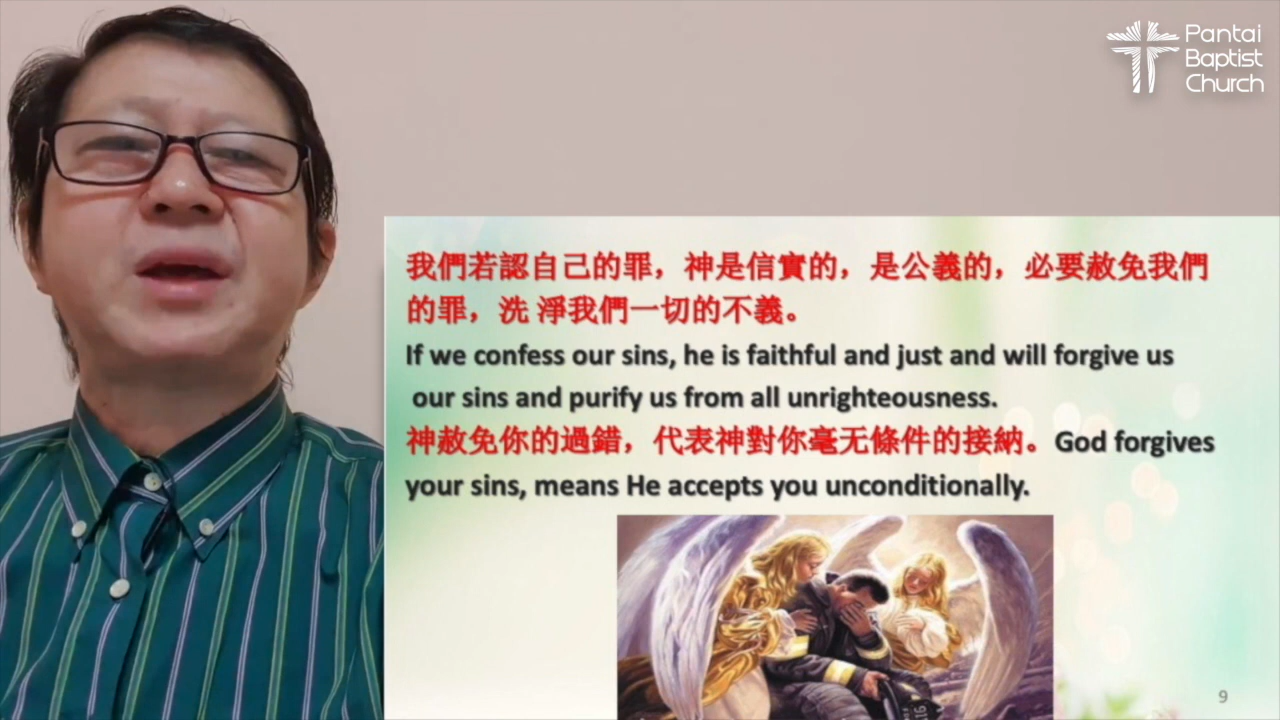 Pantai
Baptist
Church
我們若認自己的罪，神是信實的，是公義的，必要赦免我們
的罪，洗 淨我們一切的不義。
If we confess our sins, he is faithful and just and will forgive us
our sins and purify us from all unrighteousness.
神赦免你的過錯，代表神對你毫无條件的接納。God forgives
your sins, means He accepts you unconditionally.
9